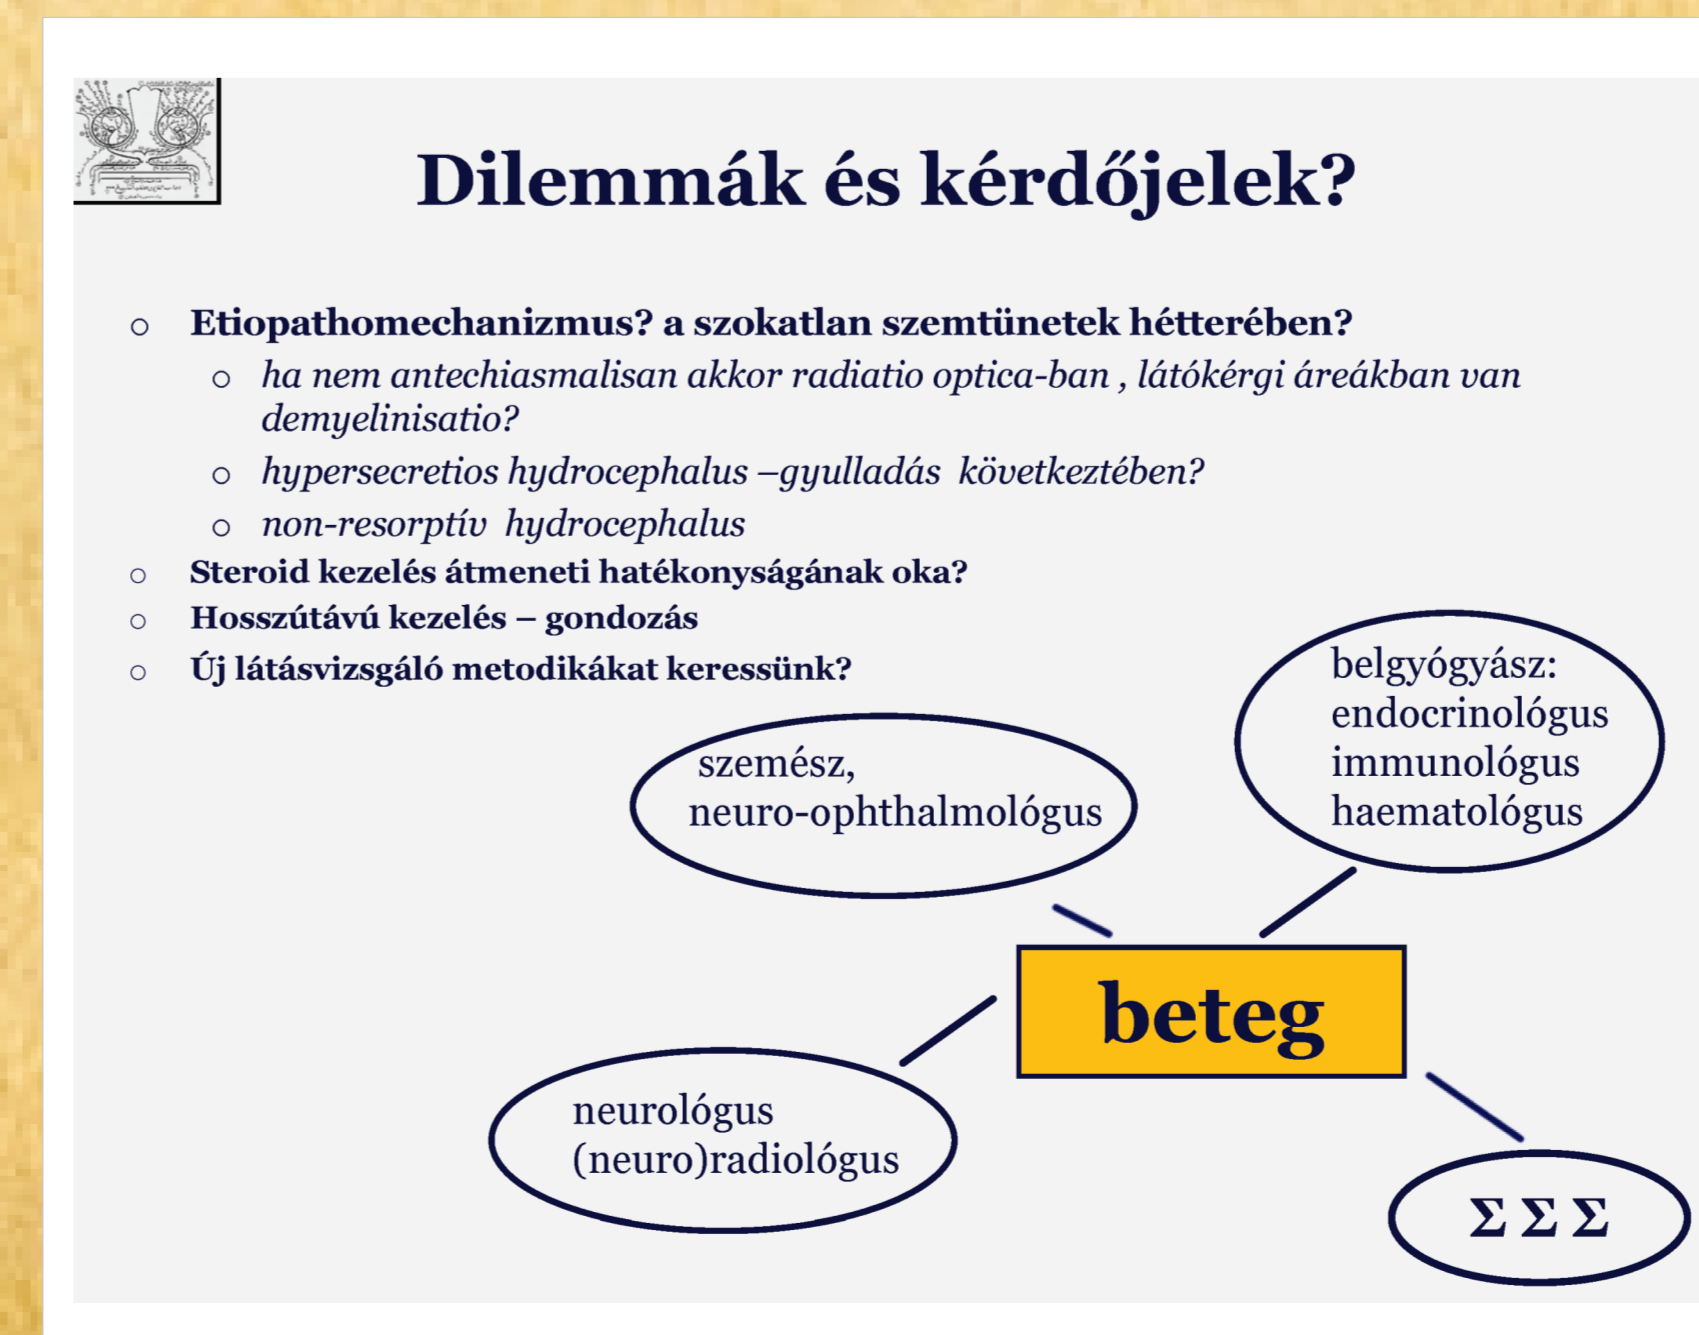 Dilemmák és kérdőjelek?
o Etiopathomechanizmus? a szokatlan szemtünetek hétterében?
o ha nem antechiasmalisan akkor radiatio optica-ban , látókérgi áreákban van
demyelinisatio?
o hypersecretios hydrocephalus –gyulladás következtében?
o non-resorptív hydrocephalus
o Steroid kezelés átmeneti hatékonyságának oka?
o Hosszútávú kezelés – gondozás
o Új látásvizsgáló metodikákat keressünk?
belgyógyász:
endocrinológus
immunológus
haematológus
szemész,
neuro-ophthalmológus
beteg
neurológus
(neuro)radiológus
Σ Σ Σ